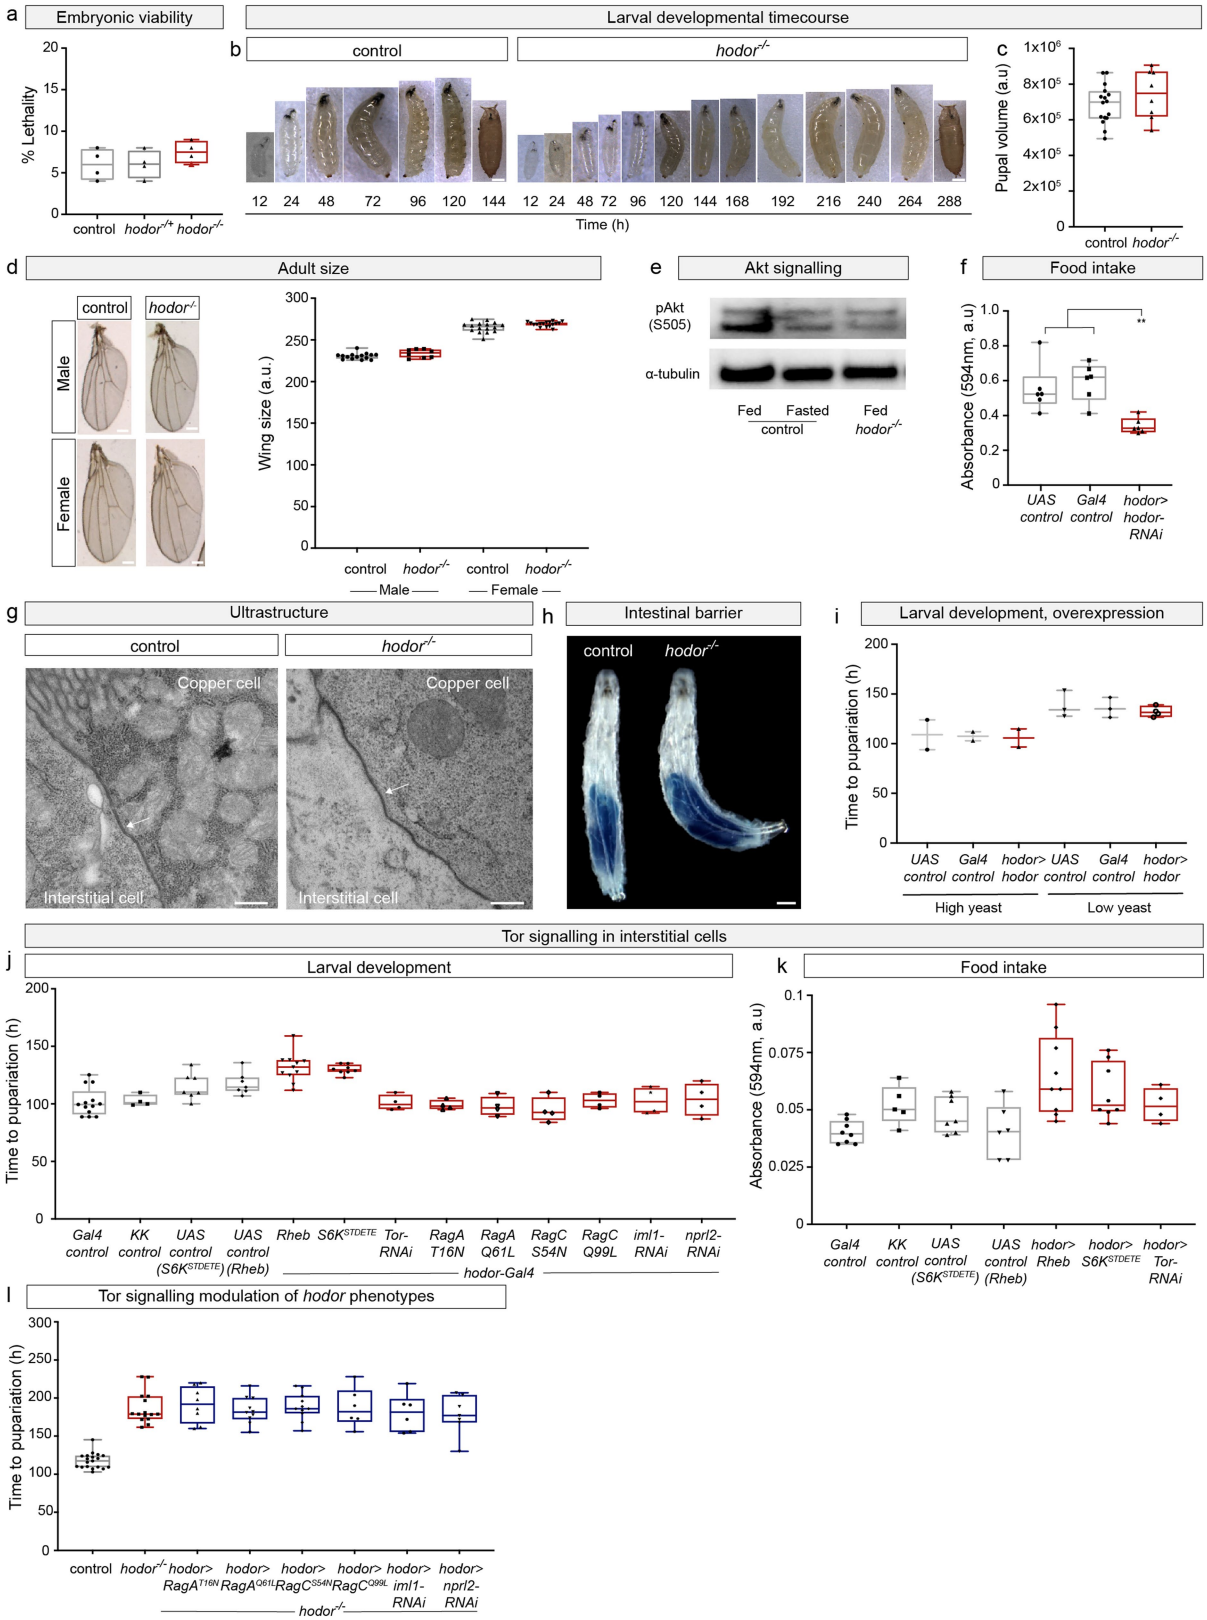 a
Embryonic viability
% Lethality
20
15
10
5
0
control hodor-/+ hodor-/-
Larval developmental timecourse
b
control
hodor-/-
12 24 48 72 96 120 144
12 24 48 72 96 120 144 168 192 216 240 264 288
Time (h)
c
Pupal volume (a.u)
1x10⁶
8x10⁵
6x10⁵
4x10⁵
2x10⁵
0
control hodor-/-
d
Adult size
control hodor-/-
Male
Female
Wing size (a.u.)
300
250
200
150
100
50
0
control hodor-/- control hodor-/-
Male Female
e
Akt signalling
pAkt
(S505)
α-tubulin
Fed Fasted Fed
control hodor-/-
f
Food intake
Absorbance (594nm, a.u)
1.0
0.8
0.6
0.4
0.2
0
**
UAS Gal4 hodor>
control control hodor-
RNAi
g
Ultrastructure
control
hodor-/-
Copper cell
Interstitial cell
Copper cell
Interstitial cell
h
Intestinal barrier
control hodor-/-
i
Larval development, overexpression
Time to pupariation (h)
200
150
100
50
0
UAS Gal4 hodor> UAS Gal4 hodor>
control control hodor control control hodor
High yeast Low yeast
Tor signalling in interstitial cells
j
Larval development
Time to pupariation (h)
200
150
100
50
0
Gal4 KK UAS UAS Rheb S6KSTDETE Tor- RagA RagA RagC RagC iml1- nprl2-
control control control control RNAi T16N Q61L S54N Q99L RNAi RNAi
(S6KSTDETE) (Rheb)
hodor-Gal4
k
Food intake
Absorbance (594nm, a.u)
0.1
0.075
0.05
0.025
0
Gal4 KK UAS UAS hodor> hodor> hodor>
control control control control Rheb S6KSTDETE Tor-
(S6KSTDETE) (Rheb) RNAi
l
Tor signalling modulation of hodor phenotypes
Time to pupariation (h)
300
250
200
150
100
50
0
control hodor-/- hodor> hodor> hodor> hodor> hodor> hodor>
RagAT16N RagAQ61L RagCS54N RagCQ99L iml1- nprl2-
RNAi RNAi
hodor-/-